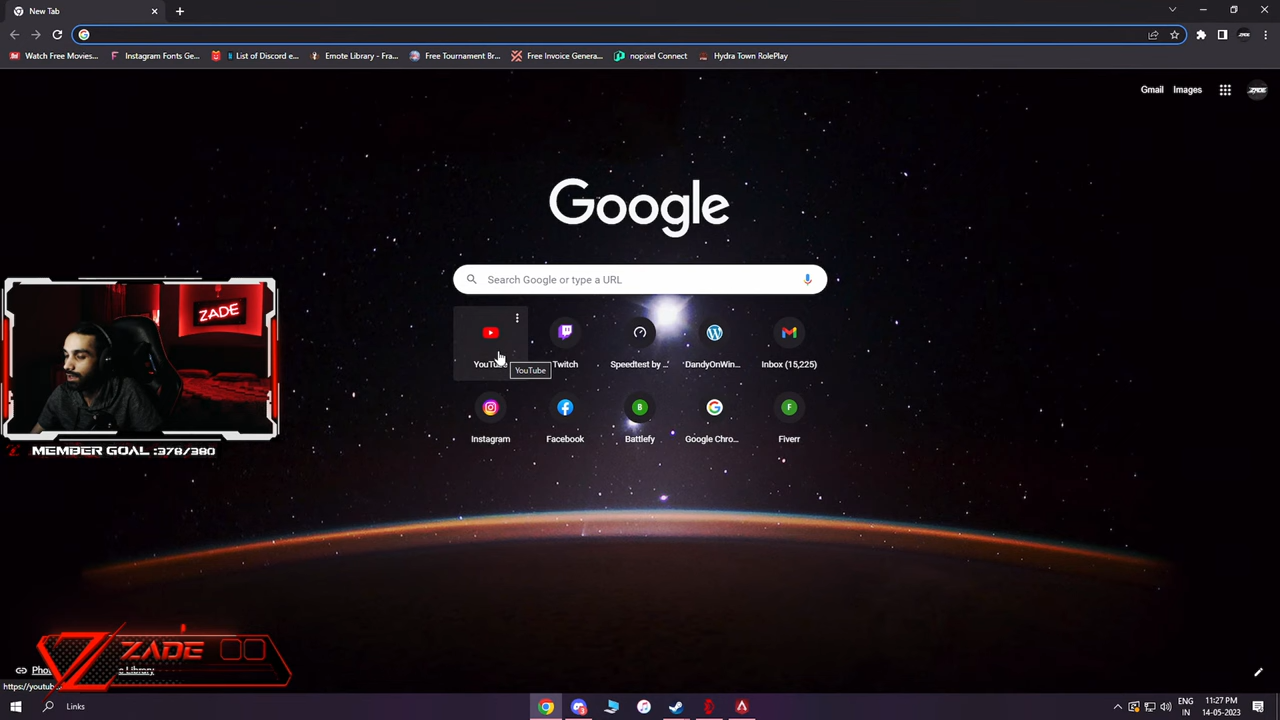 New Tab
Watch Free Movies...
Instagram Fonts Ge...
List of Discord e...
Emote Library - Fra...
Free Tournament Br...
Free Invoice Genera...
nopixel Connect
Hydra Town RolePlay
Gmail
Images
ZADE
Google
Search Google or type a URL
YouTube
Twitch
Speedtest by ...
DandyOnWin...
Inbox (15,225)
YouTube
Instagram
Facebook
B
Battlefy
Google Chro...
F
Fiverr
ZADE
MEMBER GOAL :378/380
ZADE
Library
https://youtub
Links
ENG
IN
11:27 PM
14-05-2023